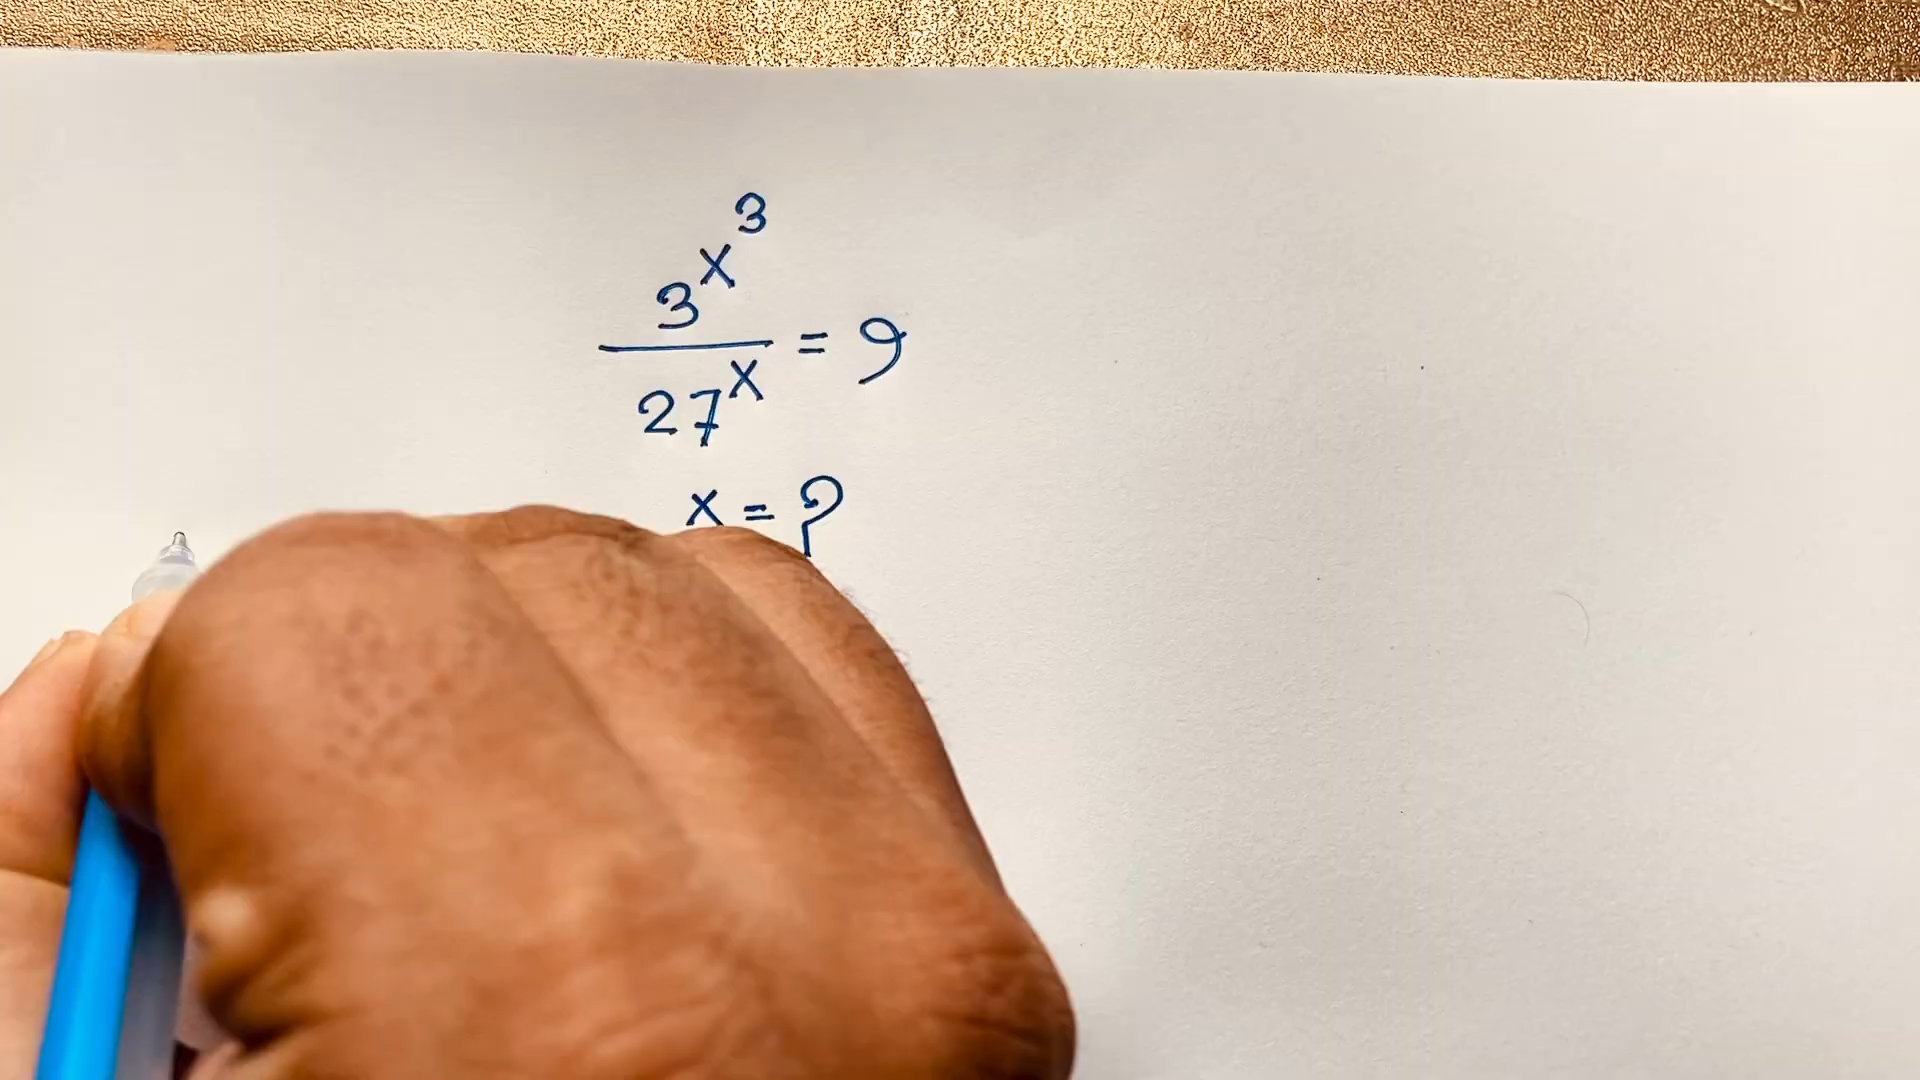 3^x^3
/ 27^x = 9
x = ?